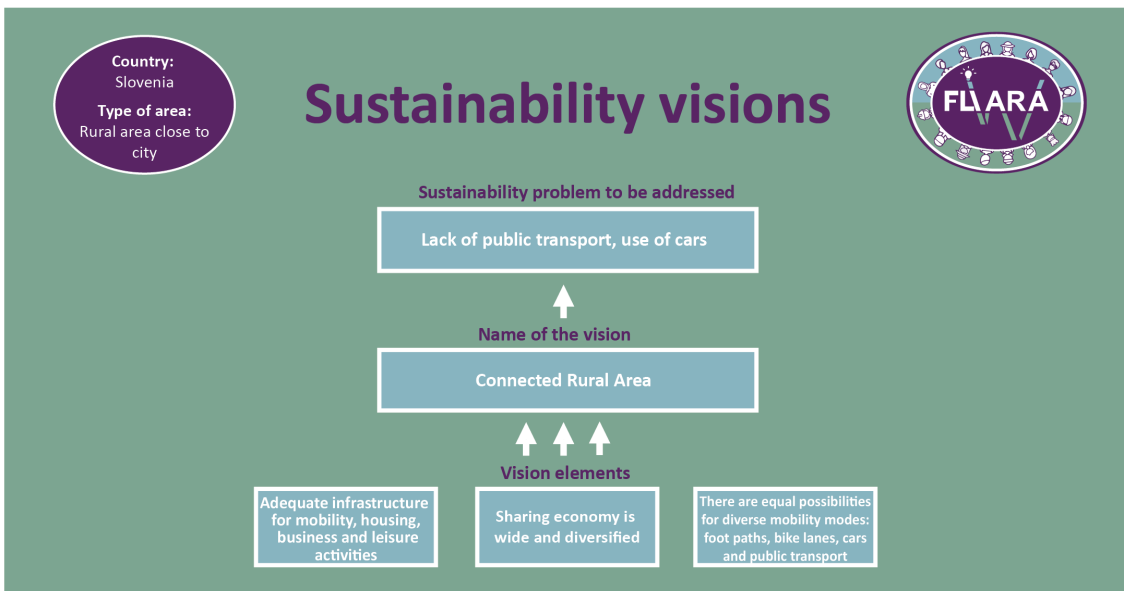 Country:
Slovenia
Type of area:
Rural area close to
city
Sustainability visions
FLIARA
Sustainability problem to be addressed
Lack of public transport, use of cars
Name of the vision
Connected Rural Area
Vision elements
Adequate infrastructure
for mobility, housing,
business and leisure
activities
Sharing economy is
wide and diversified
There are equal possibilities
for diverse mobility modes:
foot paths, bike lanes, cars
and public transport